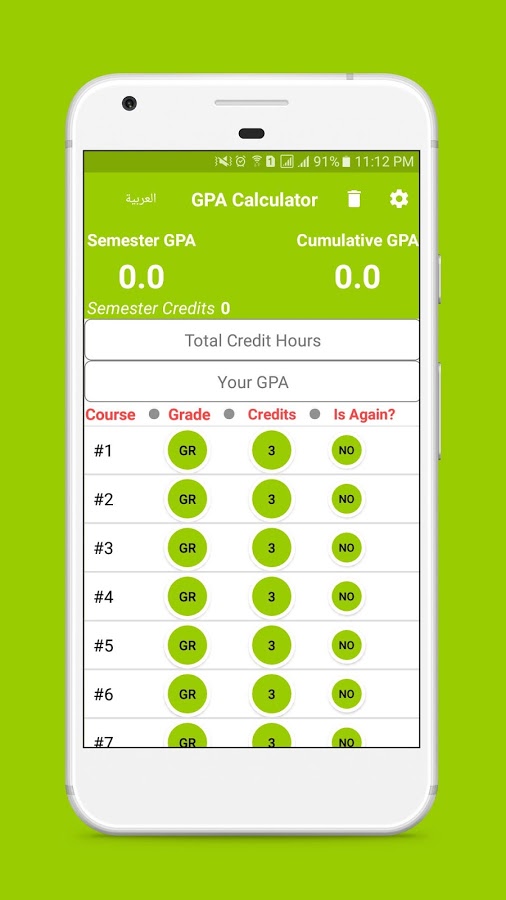 91% 11:12 PM
العربية GPA Calculator
Semester GPA Cumulative GPA
0.0 0.0
Semester Credits 0
Total Credit Hours
Your GPA
Course Grade Credits Is Again?
#1 GR 3 NO
#2 GR 3 NO
#3 GR 3 NO
#4 GR 3 NO
#5 GR 3 NO
#6 GR 3 NO
#7 GR 3 NO